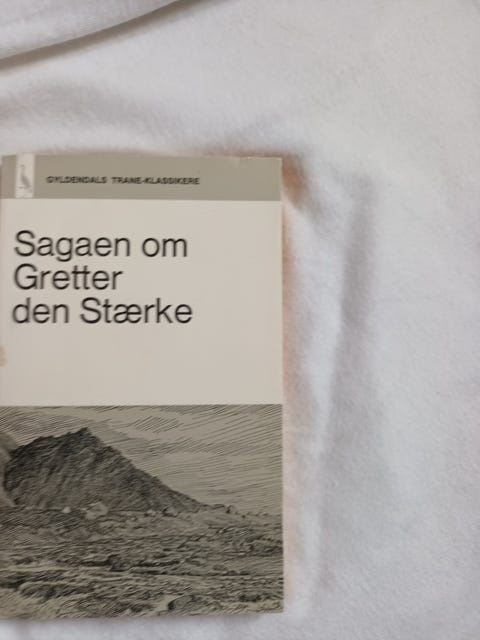 GYLDENDALS TRANE-KLASSIKERE
Sagaen om
Gretter
den Stærke